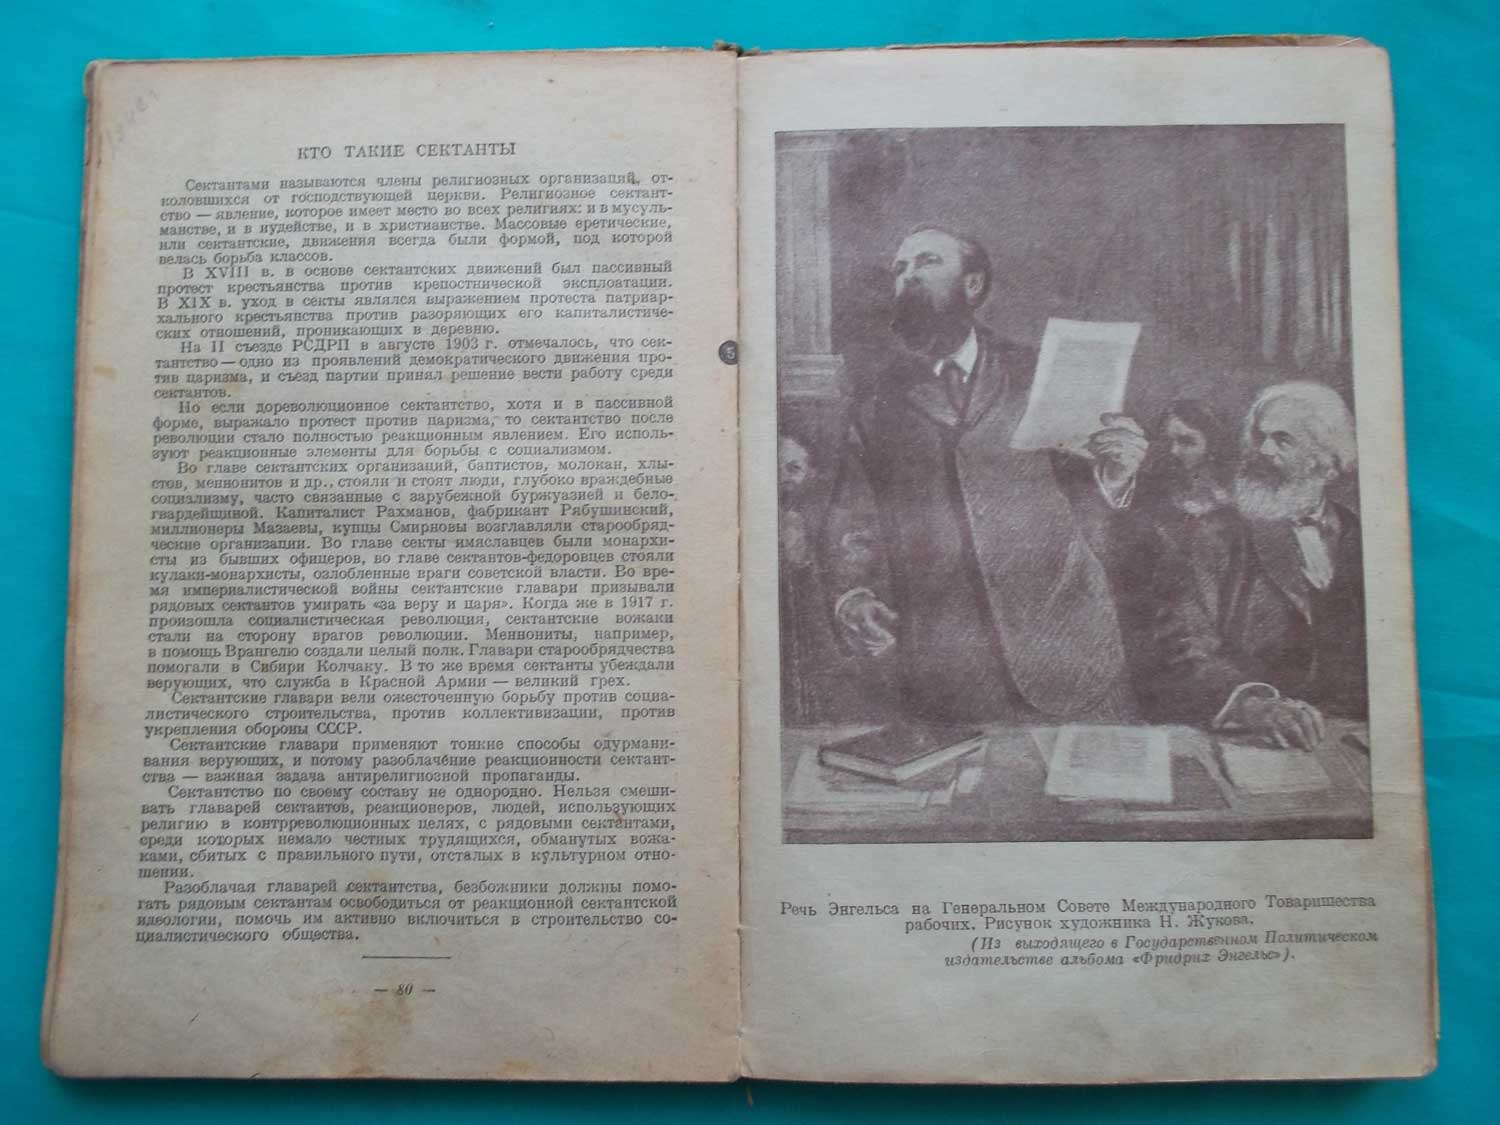 КТО ТАКИЕ СЕКТАНТЫ
Сектантами называются члены религиозных организаций, от-
коловшихся от господствующей церкви. Религиозное сектант-
ство — явление, которое имеет место во всех религиях: и в мусуль-
манстве, и в иудействе, и в христианстве. Массовые еретические,
или сектантские, движения всегда были формой, под которой
велась борьба классов.
В XVIII в. в основе сектантских движений был пассивный
протест крестьянства против крепостнической эксплоатации.
В XIX в. уход в секты являлся выражением протеста патриар-
хального крестьянства против разоряющих его капиталистиче-
ских отношений, проникающих в деревню.
На II съезде РСДРП в августе 1903 г. отмечалось, что сек-
тантство — одно из проявлений демократического движения про-
тив царизма, и съезд партии принял решение вести работу среди
сектантов.
Но если дореволюционное сектантство, хотя и в пассивной
форме, выражало протест против царизма, то сектантство после
революции стало полностью реакционным явлением. Его исполь-
зуют реакционные элементы для борьбы с социализмом.
Во главе сектантских организаций, баптистов, молокан, хлы-
стов, меннонитов и др., стояли и стоят люди, глубоко враждебные
социализму, часто связанные с зарубежной буржуазией и бело-
гвардейщиной. Капиталист Рахманов, фабрикант Рябушинский,
миллионеры Мазаевы, купцы Смирновы возглавляли старообряд-
ческие организации. Во главе секты имяславцев были монархи-
сты из бывших офицеров, во главе сектантов-федоровцев стояли
кулаки-монархисты, озлобленные враги советской власти. Во вре-
мя империалистической войны сектантские главари призывали
рядовых сектантов умирать «за веру и царя». Когда же в 1917 г.
произошла социалистическая революция, сектантские вожаки
стали на сторону врагов революции. Меннониты, например,
в помощь Врангелю создали целый полк. Главари старообрядчества
помогали в Сибири Колчаку. В то же время сектанты убеждали
верующих, что служба в Красной Армии — великий грех.
Сектантские главари вели ожесточенную борьбу против социа-
листического строительства, против коллективизации, против
укрепления обороны СССР.
Сектантские главари применяют тонкие способы одурмани-
вания верующих, и потому разоблачение реакционности сектант-
ства — важная задача антирелигиозной пропаганды.
Сектантство по своему составу не однородно. Нельзя смеши-
вать главарей сектантов, реакционеров, людей, использующих
религию в контрреволюционных целях, с рядовыми сектантами,
среди которых немало честных трудящихся, обманутых вожа-
ками, сбитых с правильного пути, отсталых в культурном отно-
шении.
Разоблачая главарей сектантства, безбожники должны помо-
гать рядовым сектантам освободиться от реакционной сектантской
идеологии, помочь им активно включиться в строительство со-
циалистического общества.
— 80 —
5
Речь Энгельса на Генеральном Совете Международного Товарищества
рабочих. Рисунок художника Н. Жукова.
(Из выходящего в Государственном Политическом
издательстве альбома «Фридрих Энгельс»).